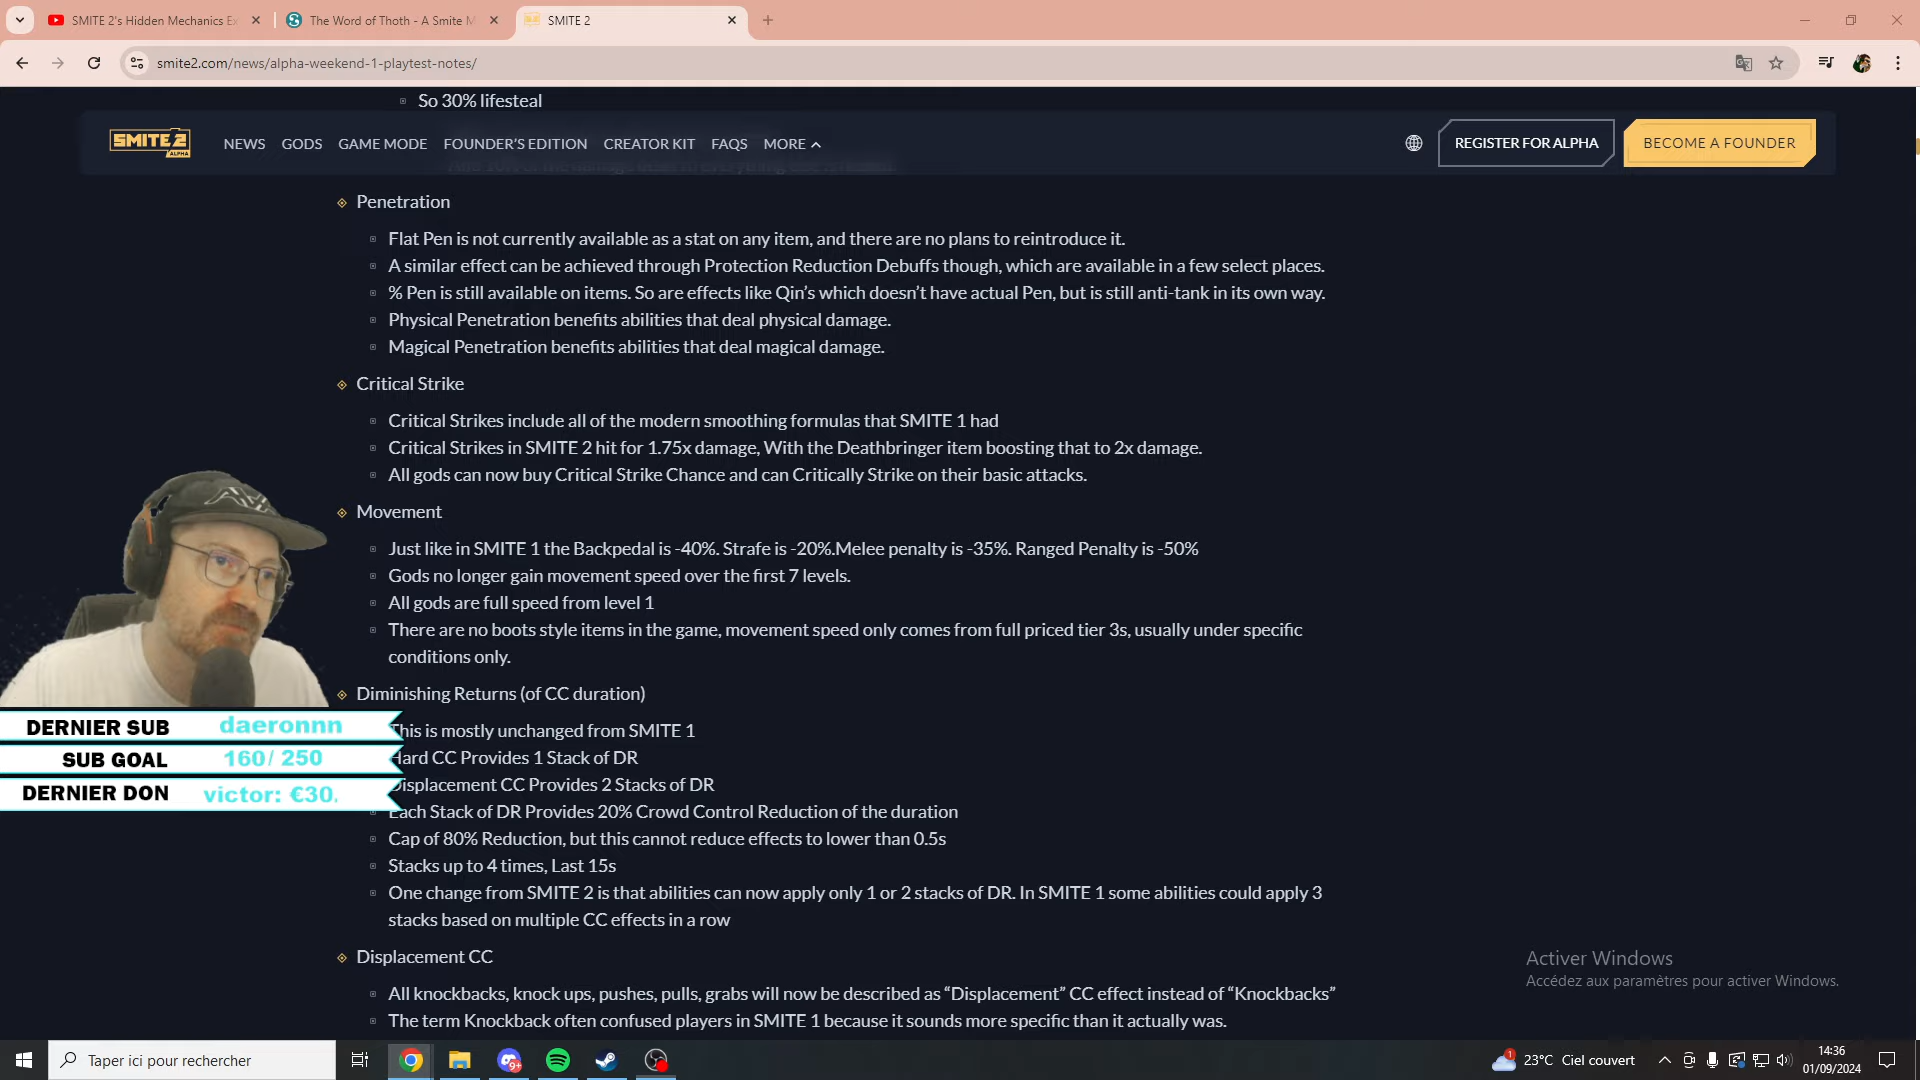 SMITE 2's Hidden Mechanics Ex
The Word of Thoth - A Smite M
SMITE 2
smite2.com/news/alpha-weekend-1-playtest-notes/
So 30% lifesteal
SMITE 2
ALPHA
NEWS
GODS
GAME MODE
FOUNDER'S EDITION
CREATOR KIT
FAQS
MORE
REGISTER FOR ALPHA
BECOME A FOUNDER
Penetration
Flat Pen is not currently available as a stat on any item, and there are no plans to reintroduce it.
A similar effect can be achieved through Protection Reduction Debuffs though, which are available in a few select places.
% Pen is still available on items. So are effects like Qin’s which doesn’t have actual Pen, but is still anti-tank in its own way.
Physical Penetration benefits abilities that deal physical damage.
Magical Penetration benefits abilities that deal magical damage.
Critical Strike
Critical Strikes include all of the modern smoothing formulas that SMITE 1 had
Critical Strikes in SMITE 2 hit for 1.75x damage, With the Deathbringer item boosting that to 2x damage.
All gods can now buy Critical Strike Chance and can Critically Strike on their basic attacks.
Movement
Just like in SMITE 1 the Backpedal is -40%. Strafe is -20%.Melee penalty is -35%. Ranged Penalty is -50%
Gods no longer gain movement speed over the first 7 levels.
All gods are full speed from level 1
There are no boots style items in the game, movement speed only comes from full priced tier 3s, usually under specific
conditions only.
Diminishing Returns (of CC duration)
This is mostly unchanged from SMITE 1
Hard CC Provides 1 Stack of DR
Displacement CC Provides 2 Stacks of DR
Each Stack of DR Provides 20% Crowd Control Reduction of the duration
Cap of 80% Reduction, but this cannot reduce effects to lower than 0.5s
Stacks up to 4 times, Last 15s
One change from SMITE 2 is that abilities can now apply only 1 or 2 stacks of DR. In SMITE 1 some abilities could apply 3
stacks based on multiple CC effects in a row
Displacement CC
All knockbacks, knock ups, pushes, pulls, grabs will now be described as “Displacement” CC effect instead of “Knockbacks”
The term Knockback often confused players in SMITE 1 because it sounds more specific than it actually was.
DERNIER SUB daeronnn
SUB GOAL 160/ 250
DERNIER DON victor: €30.
Activer Windows
Accédez aux paramètres pour activer Windows.
Taper ici pour rechercher
9+
1
23°C Ciel couvert
14:36
01/09/2024